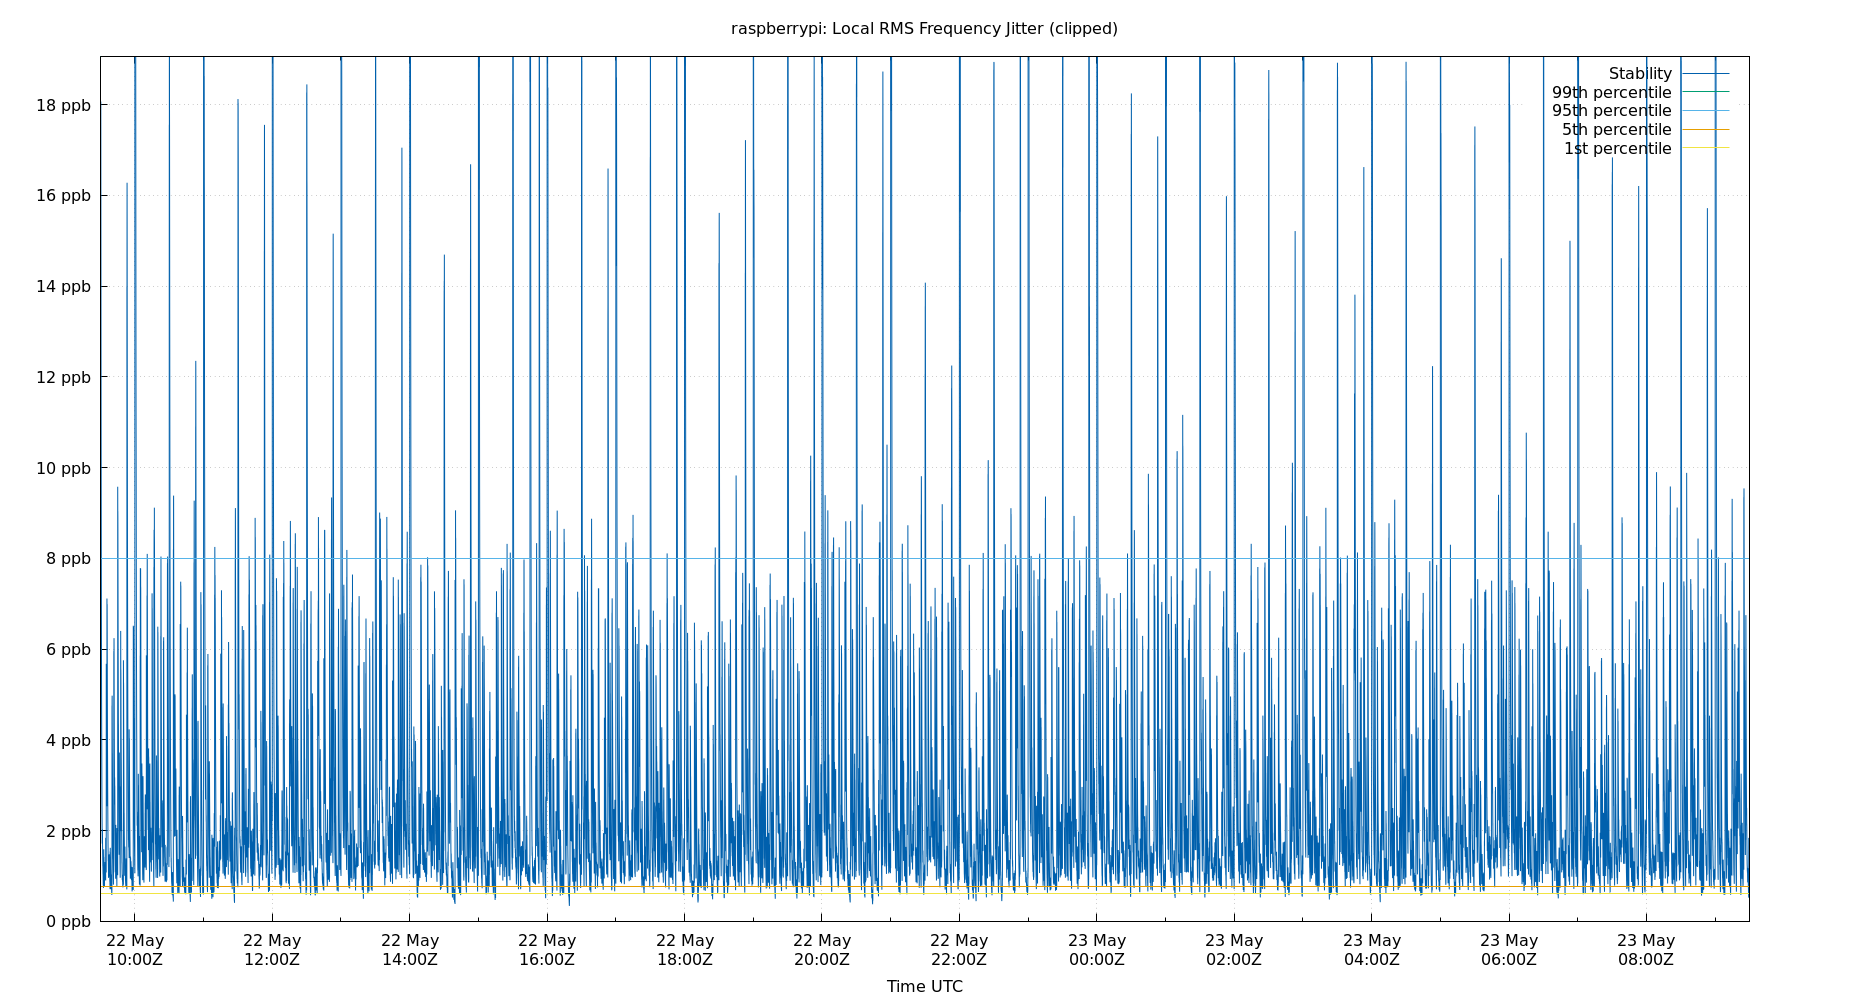 raspberrypi: Local RMS Frequency Jitter (clipped)
Stability
99th percentile
95th percentile
5th percentile
1st percentile
18 ppb
16 ppb
14 ppb
12 ppb
10 ppb
8 ppb
6 ppb
4 ppb
2 ppb
0 ppb
22 May 22 May 22 May 22 May 22 May 22 May 22 May 23 May 23 May 23 May 23 May 23 May
10:00Z 12:00Z 14:00Z 16:00Z 18:00Z 20:00Z 22:00Z 00:00Z 02:00Z 04:00Z 06:00Z 08:00Z
Time UTC